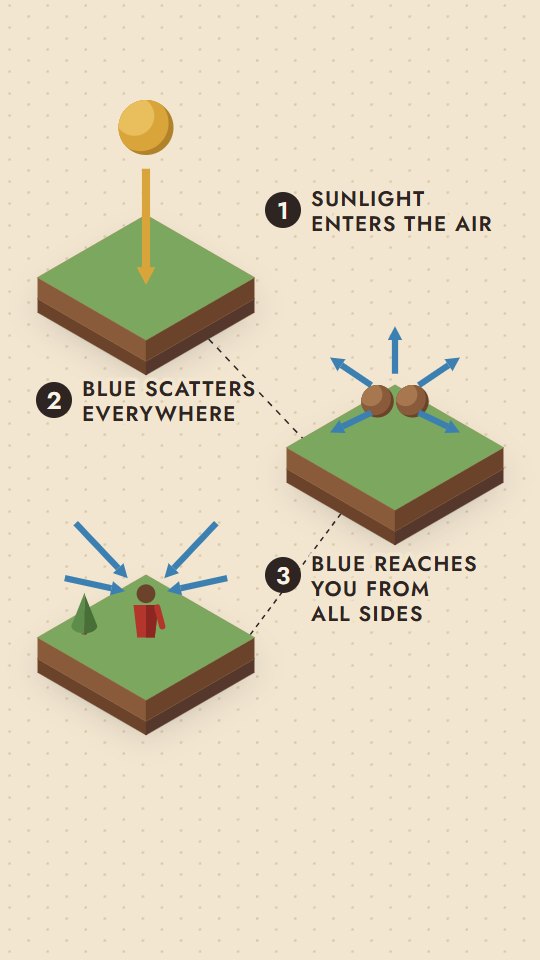 1 SUNLIGHT
ENTERS THE AIR
2 BLUE SCATTERS
EVERYWHERE
3 BLUE REACHES
YOU FROM
ALL SIDES